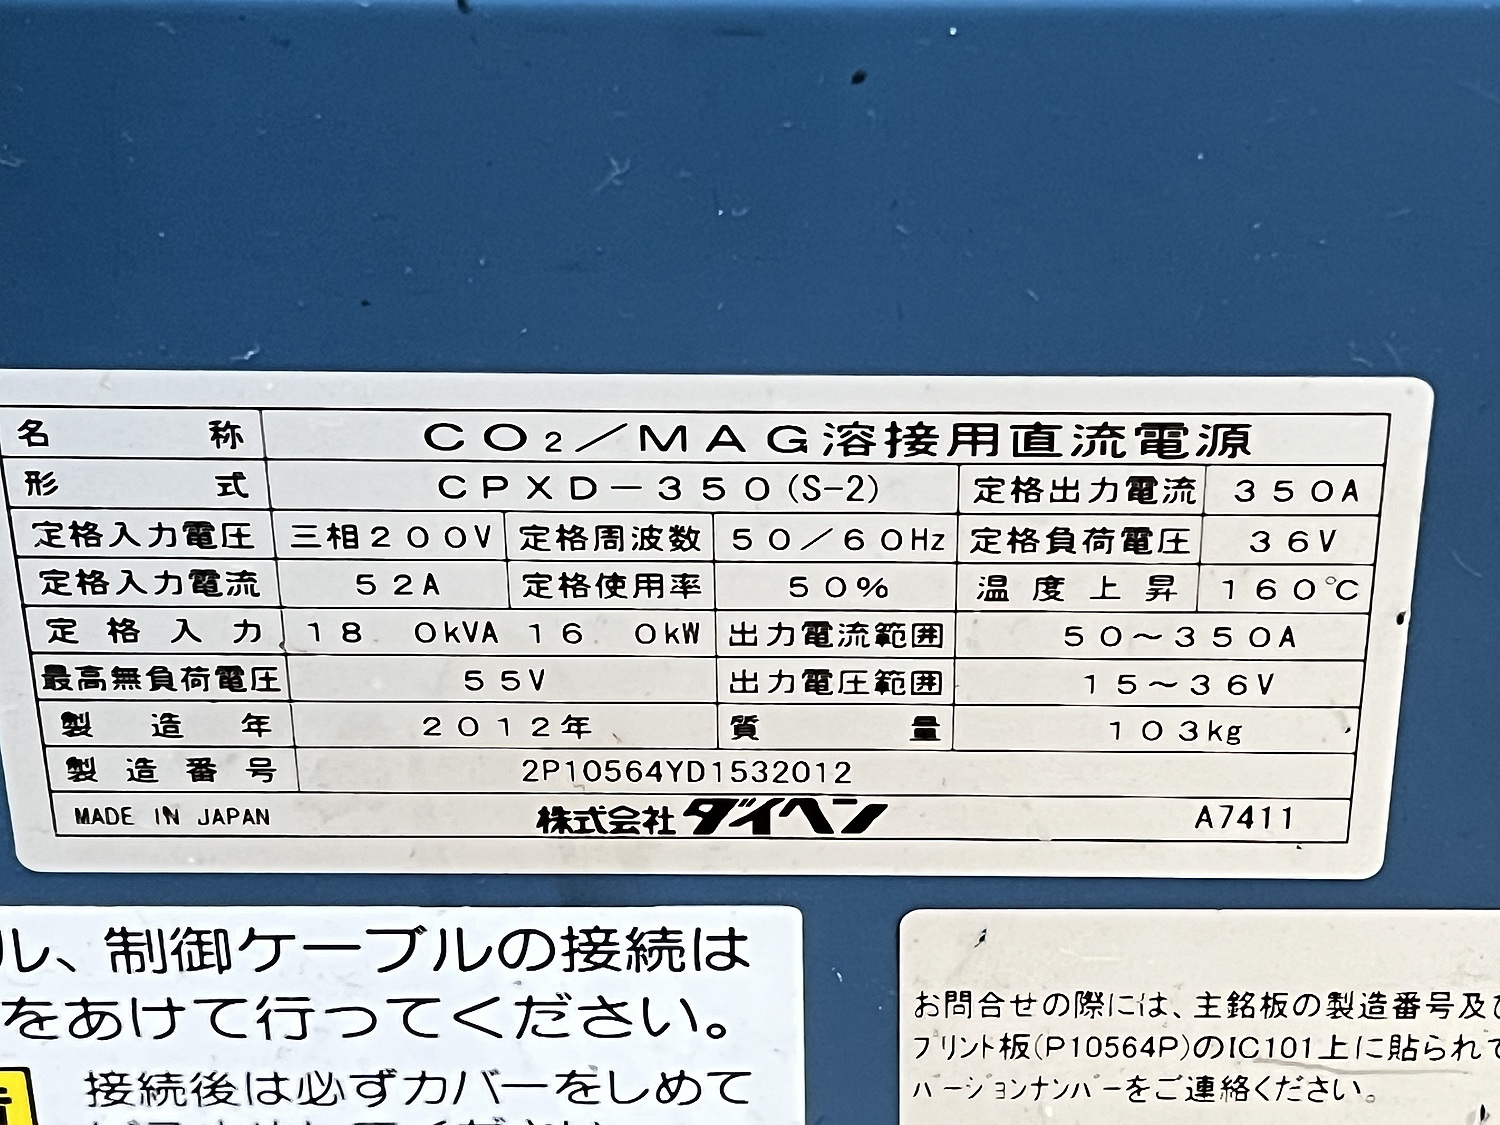 名称 CO₂／MAG溶接用直流電源
形式 CPXD－350(S-2) 定格出力電流 350A
定格入力電圧 三相200V 定格周波数 50／60Hz 定格負荷電圧 36V
定格入力電流 52A 定格使用率 50% 温度上昇 160℃
定格入力 18 0kVA 16 0kW 出力電流範囲 50～350A
最高無負荷電圧 55V 出力電圧範囲 15～36V
製造年 2012年 質量 103kg
製造番号 2P10564YD1532012
MADE IN JAPAN 株式会社ダイヘン A7411
ル、制御ケーブルの接続は
をあけて行ってください。
接続後は必ずカバーをしめて
お問合せの際には、主銘板の製造番号及び
プリント板(P10564P)のIC101上に貼られて
バージョンナンバーをご連絡ください。